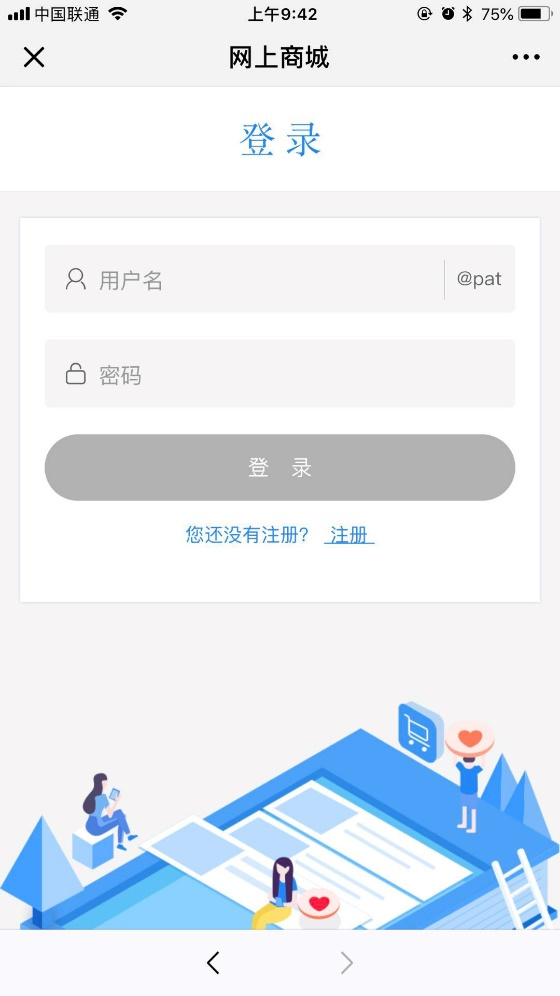 中国联通 上午9:42 75%
网上商城
登录
用户名 @pat
密码
登 录
您还没有注册? 注册